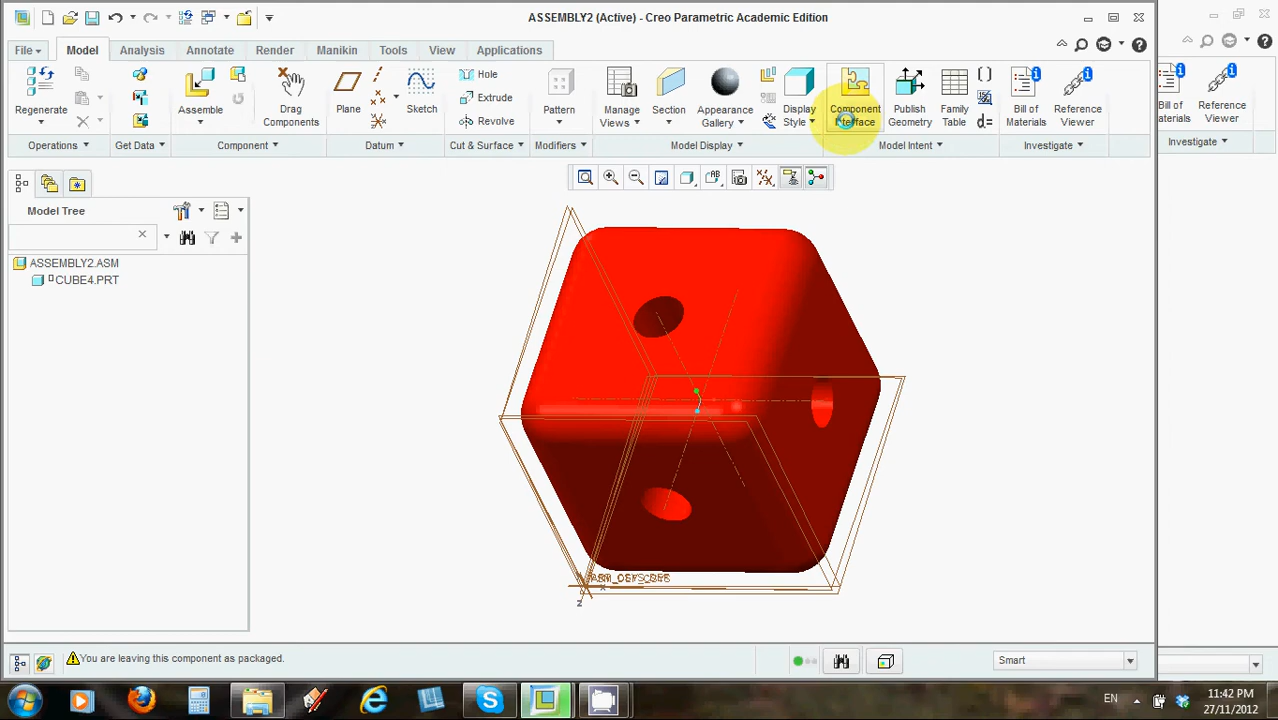 ASSEMBLY2 (Active) - Creo Parametric Academic Edition
File Model Analysis Annotate Render Manikin Tools View Applications
Regenerate
Assemble
Drag Components
Plane
Sketch
Hole
Extrude
Revolve
Pattern
Manage Views
Section
Appearance Gallery
Display Style
Component Interface
Publish Geometry
Family Table
d=
Bill of Materials
Reference Viewer
Bill of Materials
Reference Viewer
Operations Get Data Component Datum Cut & Surface Modifiers Model Display Model Intent Investigate
Investigate
Model Tree
ASSEMBLY2.ASM
CUBE4.PRT
Z
You are leaving this component as packaged.
Smart
EN
11:42 PM
27/11/2012